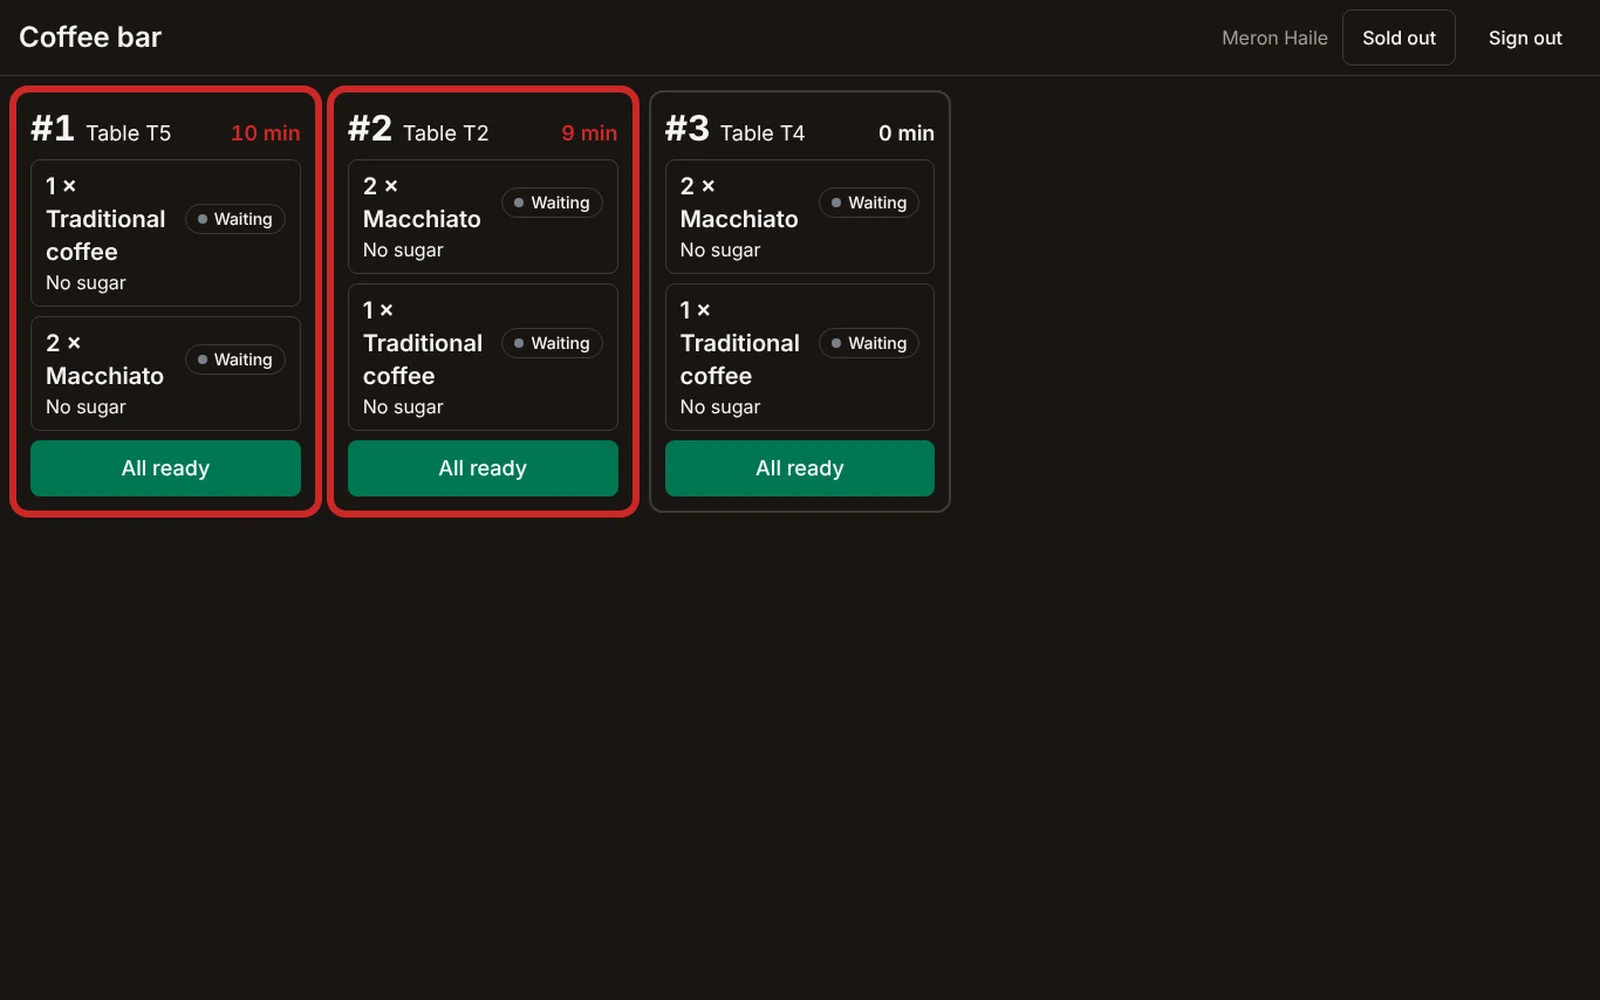 Coffee bar
Meron Haile
Sold out
Sign out
#1 Table T5 10 min
1 ×
Traditional
coffee
Waiting
No sugar
2 ×
Macchiato
Waiting
No sugar
All ready
#2 Table T2 9 min
2 ×
Macchiato
Waiting
No sugar
1 ×
Traditional
coffee
Waiting
No sugar
All ready
#3 Table T4 0 min
2 ×
Macchiato
Waiting
No sugar
1 ×
Traditional
coffee
Waiting
No sugar
All ready